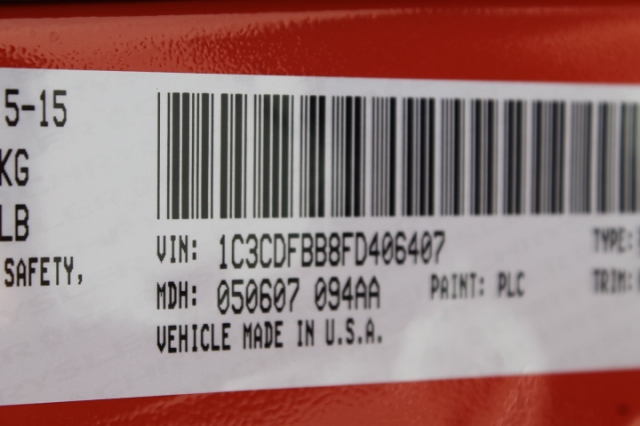 5-15
KG
LB
SAFETY,
VIN: 1C3CDFBB8FD406407 TYPE:
MDH: 050607 094AA PAINT: PLC TRIM:
VEHICLE MADE IN U.S.A.